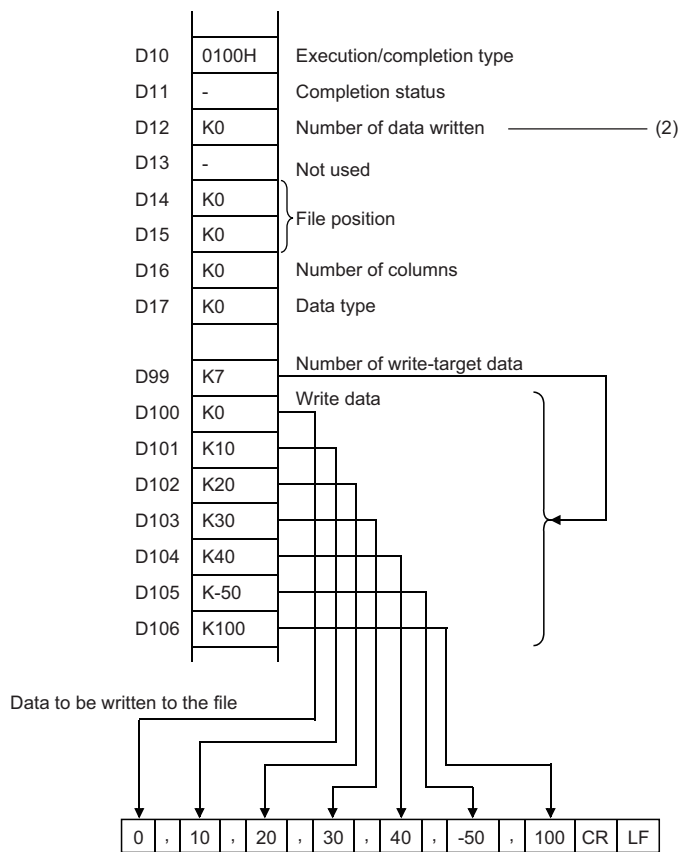 D10 0100H Execution/completion type
D11 - Completion status
D12 K0 Number of data written (2)
D13 - Not used
D14 K0
File position
D15 K0
D16 K0 Number of columns
D17 K0 Data type
Number of write-target data
D99 K7
Write data
D100 K0
D101 K10
D102 K20
D103 K30
D104 K40
D105 K-50
D106 K100
Data to be written to the file
0 , 10 , 20 , 30 , 40 , -50 , 100 CR LF